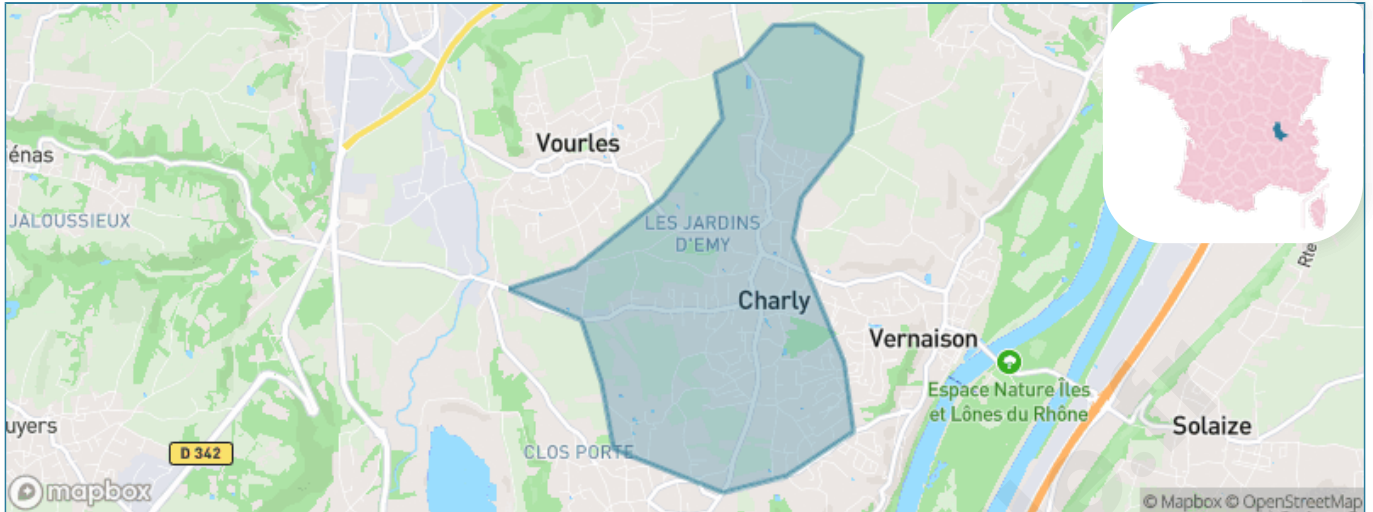 Vourles
énas
JALOUSSIEUX
LES JARDINS
D'EMY
Rte
Charly
Vernaison
Espace Nature Îles
et Lônes du Rhône
Solaize
uyers
D 342
CLOS PORTE
mapbox
© Mapbox © OpenStreetMap